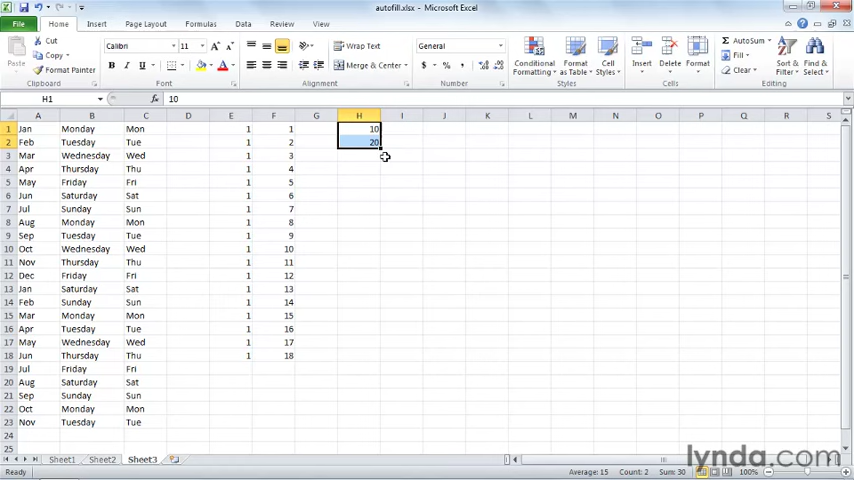 autofill.xlsx - Microsoft Excel
File Home Insert Page Layout Formulas Data Review View
Paste Cut Copy Format Painter Clipboard
Calibri 11 B I U A Font
Wrap Text Merge & Center Alignment
General $ % , Number
Conditional Formatting Format as Table Cell Styles Styles
Insert Delete Format Cells
AutoSum Fill Clear Sort & Filter Find & Select Editing
H1 fx 10
A B C D E F G H I J K L M N O P Q R S
1 Jan Monday Mon 1 1 10
2 Feb Tuesday Tue 1 2 20
3 Mar Wednesday Wed 1 3
4 Apr Thursday Thu 1 4
5 May Friday Fri 1 5
6 Jun Saturday Sat 1 6
7 Jul Sunday Sun 1 7
8 Aug Monday Mon 1 8
9 Sep Tuesday Tue 1 9
10 Oct Wednesday Wed 1 10
11 Nov Thursday Thu 1 11
12 Dec Friday Fri 1 12
13 Jan Saturday Sat 1 13
14 Feb Sunday Sun 1 14
15 Mar Monday Mon 1 15
16 Apr Tuesday Tue 1 16
17 May Wednesday Wed 1 17
18 Jun Thursday Thu 1 18
19 Jul Friday Fri
20 Aug Saturday Sat
21 Sep Sunday Sun
22 Oct Monday Mon
23 Nov Tuesday Tue
24
25
Sheet1 Sheet2 Sheet3
Ready Average: 15 Count: 2 Sum: 30 100%
lynda.com